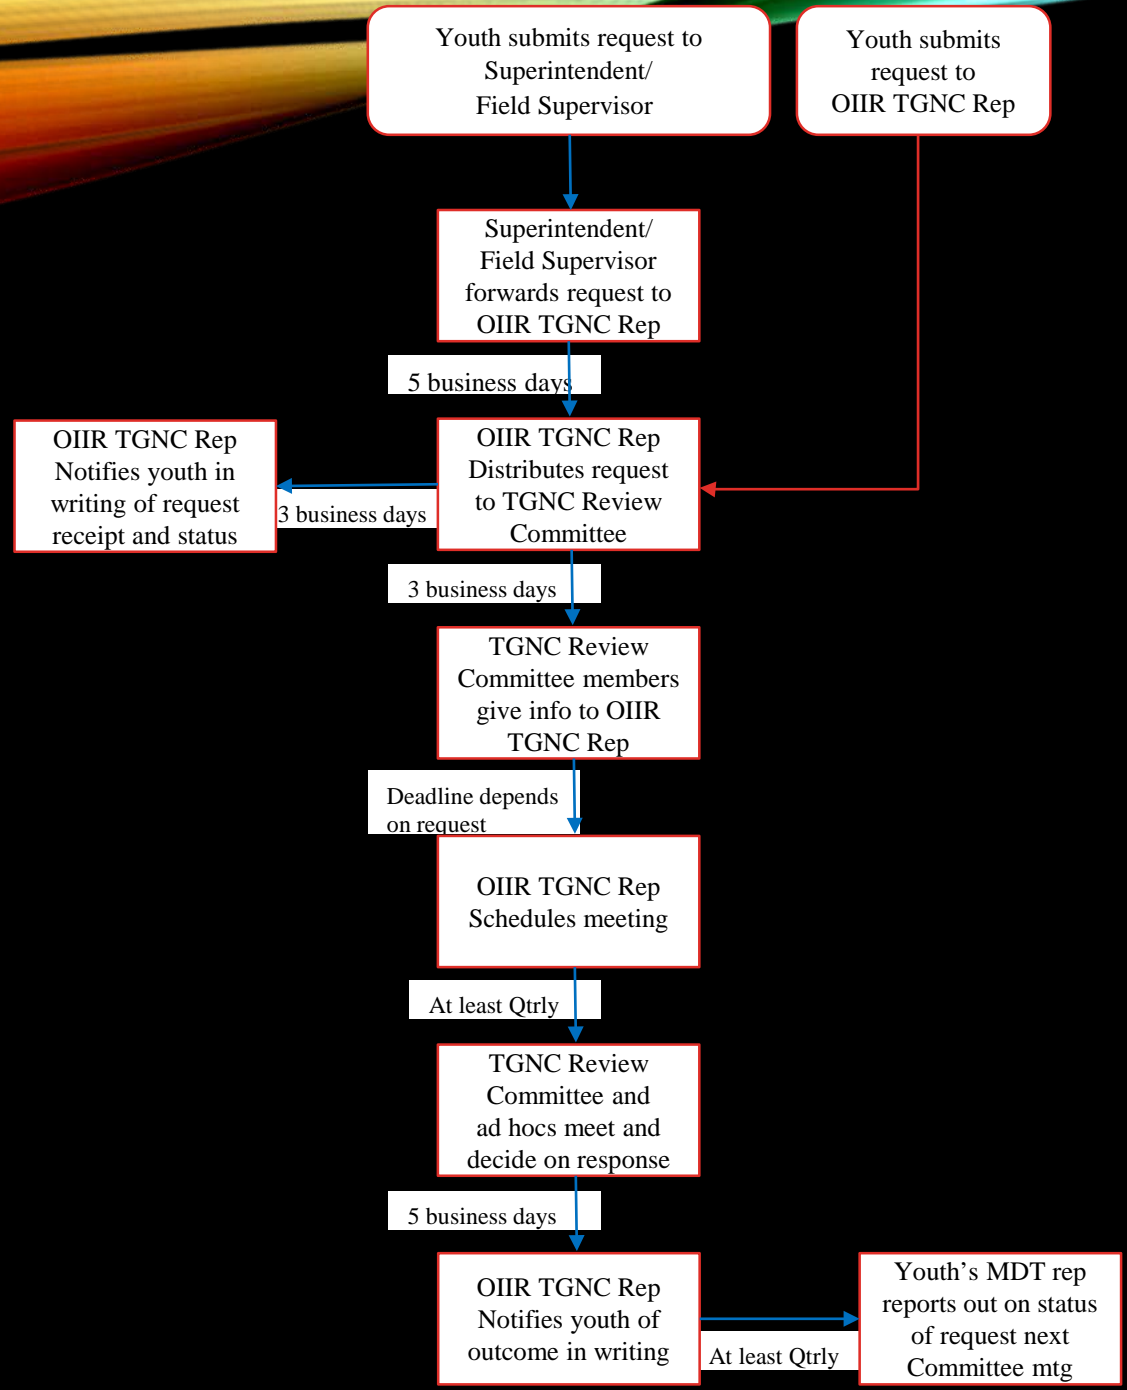 Youth submits request to
Superintendent/
Field Supervisor
Youth submits
request to
OIIR TGNC Rep
Superintendent/
Field Supervisor
forwards request to
OIIR TGNC Rep
5 business days
OIIR TGNC Rep
Distributes request
to TGNC Review
Committee
OIIR TGNC Rep
Notifies youth in
writing of request
receipt and status
3 business days
3 business days
TGNC Review
Committee members
give info to OIIR
TGNC Rep
Deadline depends
on request
OIIR TGNC Rep
Schedules meeting
At least Qtrly
TGNC Review
Committee and
ad hocs meet and
decide on response
5 business days
OIIR TGNC Rep
Notifies youth of
outcome in writing
At least Qtrly
Youth’s MDT rep
reports out on status
of request next
Committee mtg